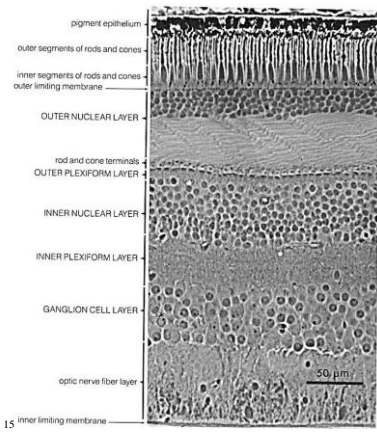 pigment epithelium
outer segments of rods and cones
inner segments of rods and cones
outer limiting membrane
OUTER NUCLEAR LAYER
rod and cone terminals
OUTER PLEXIFORM LAYER
INNER NUCLEAR LAYER
INNER PLEXIFORM LAYER
GANGLION CELL LAYER
50 µm
optic nerve fiber layer
15 inner limiting membrane